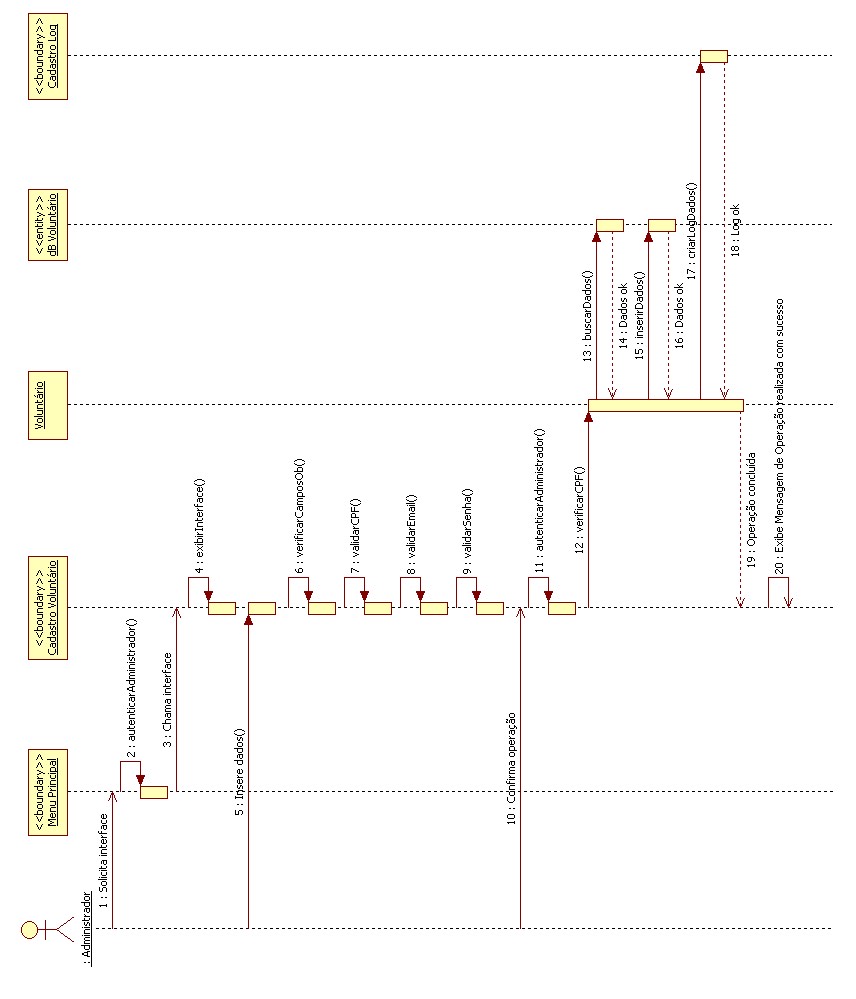 : Administrador
<<boundary>>
Menu Principal
<<boundary>>
Cadastro Voluntário
Voluntário
<<entity>>
dB Voluntário
<<boundary>>
Cadastro Log
1 : Solicita interface
2 : autenticarAdministrador()
3 : Chama interface
4 : exibirInterface()
5 : Insere dados()
6 : verificarCamposOb()
7 : validarCPF()
8 : validarEmail()
9 : validarSenha()
10 : Confirma operação
11 : autenticarAdministrador()
12 : verificarCPF()
13 : buscarDados()
14 : Dados ok
15 : inserirDados()
16 : Dados ok
17 : criarLogDados()
18 : Log ok
19 : Operação concluída
20 : Exibe Mensagem de Operação realizada com sucesso